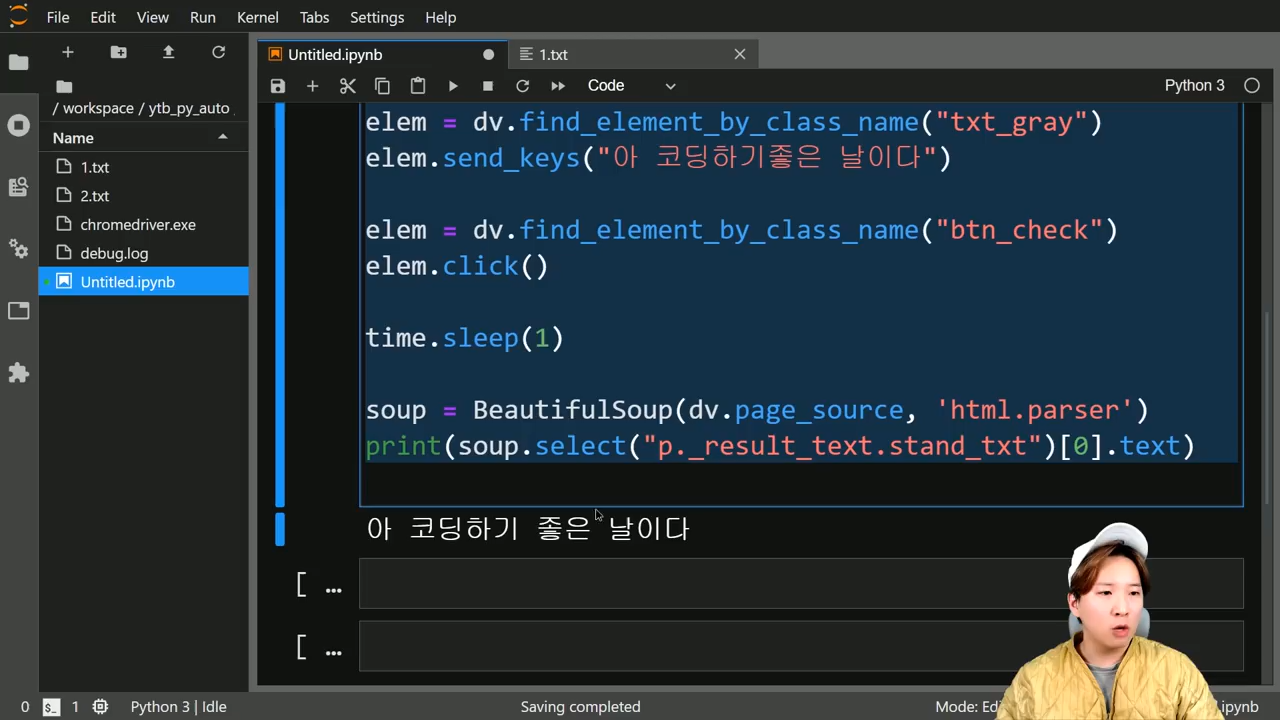 File Edit View Run Kernel Tabs Settings Help
Untitled.ipynb
1.txt
Code
Python 3
/ workspace / ytb_py_auto
Name
1.txt
2.txt
chromedriver.exe
debug.log
Untitled.ipynb
elem = dv.find_element_by_class_name("txt_gray")
elem.send_keys("아 코딩하기좋은 날이다")
elem = dv.find_element_by_class_name("btn_check")
elem.click()
time.sleep(1)
soup = BeautifulSoup(dv.page_source, 'html.parser')
print(soup.select("p._result_text.stand_txt")[0].text)
아 코딩하기 좋은 날이다
[ …
[ …
0 $_ 1 Python 3 | Idle Saving completed Mode: Ed ipynb